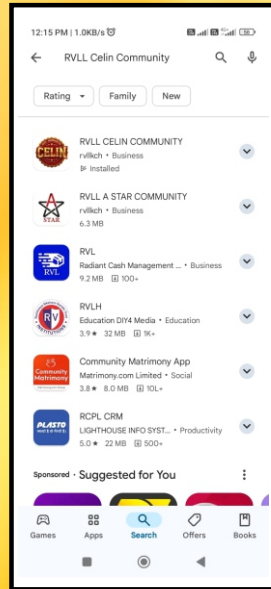 12:15 PM | 1.0KB/s
RVLL Celin Community
Rating
Family
New
CELIN
RVLL CELIN COMMUNITY
rvllkch • Business
Installed
STAR
RVLL A STAR COMMUNITY
rvllkch • Business
6.3 MB
RVL
RVL
Radiant Cash Management ... • Business
9.2 MB 100+
RV
RVLH
Education DIY4 Media • Education
3.9★ 32 MB 1K+
Community
Matrimony
Community Matrimony App
Matrimony.com Limited • Social
3.8★ 8.0 MB 10L+
PLASTO
RCPL CRM
LIGHTHOUSE INFO SYST... • Productivity
5.0★ 22 MB 500+
Sponsored · Suggested for You
Games
Apps
Search
Offers
Books